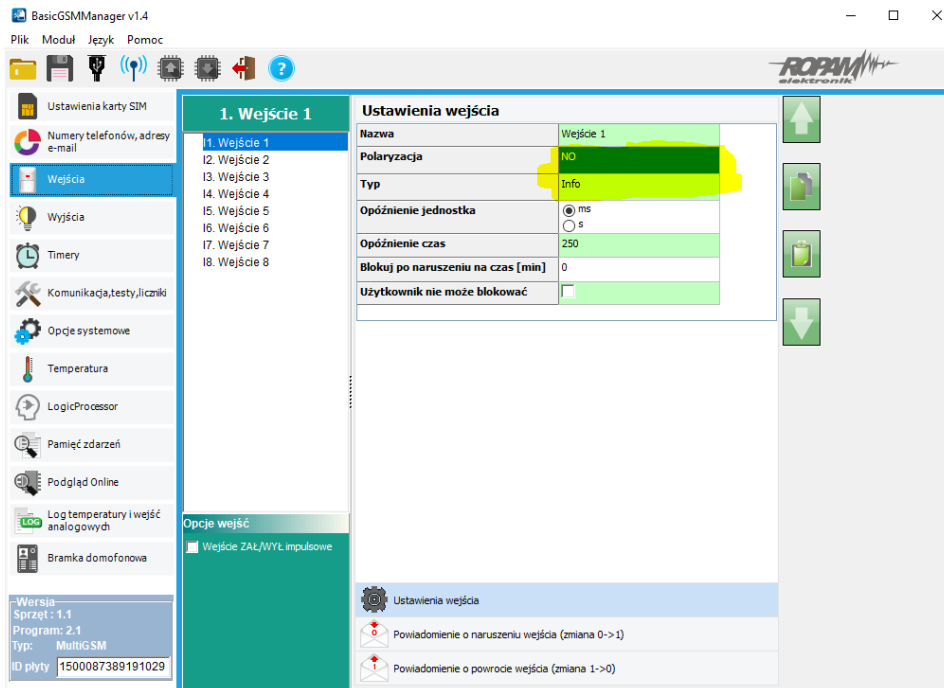 BasicGSMManager v1.4
Plik Moduł Język Pomoc
ROPAM
elektronik
Ustawienia karty SIM
Numery telefonów, adresy
e-mail
Wejścia
Wyjścia
Timery
Komunikacja,testy,liczniki
Opcje systemowe
Temperatura
LogicProcessor
Pamięć zdarzeń
Podgląd Online
LOG
Log temperatury i wejść
analogowych
Bramka domofonowa
Wersja
Sprzęt : 1.1
Program: 2.1
Typ: MultiGSM
ID płyty 1500087389191029
1. Wejście 1
I1. Wejście 1
I2. Wejście 2
I3. Wejście 3
I4. Wejście 4
I5. Wejście 5
I6. Wejście 6
I7. Wejście 7
I8. Wejście 8
Opcje wejść
Wejście ZAŁ/WYŁ impulsowe
Ustawienia wejścia
Nazwa Wejście 1
Polaryzacja NO
Typ Info
Opóźnienie jednostka ms
s
Opóźnienie czas 250
Blokuj po naruszeniu na czas [min] 0
Użytkownik nie może blokować
Ustawienia wejścia
0 Powiadomienie o naruszeniu wejścia (zmiana 0->1)
1 Powiadomienie o powrocie wejścia (zmiana 1->0)